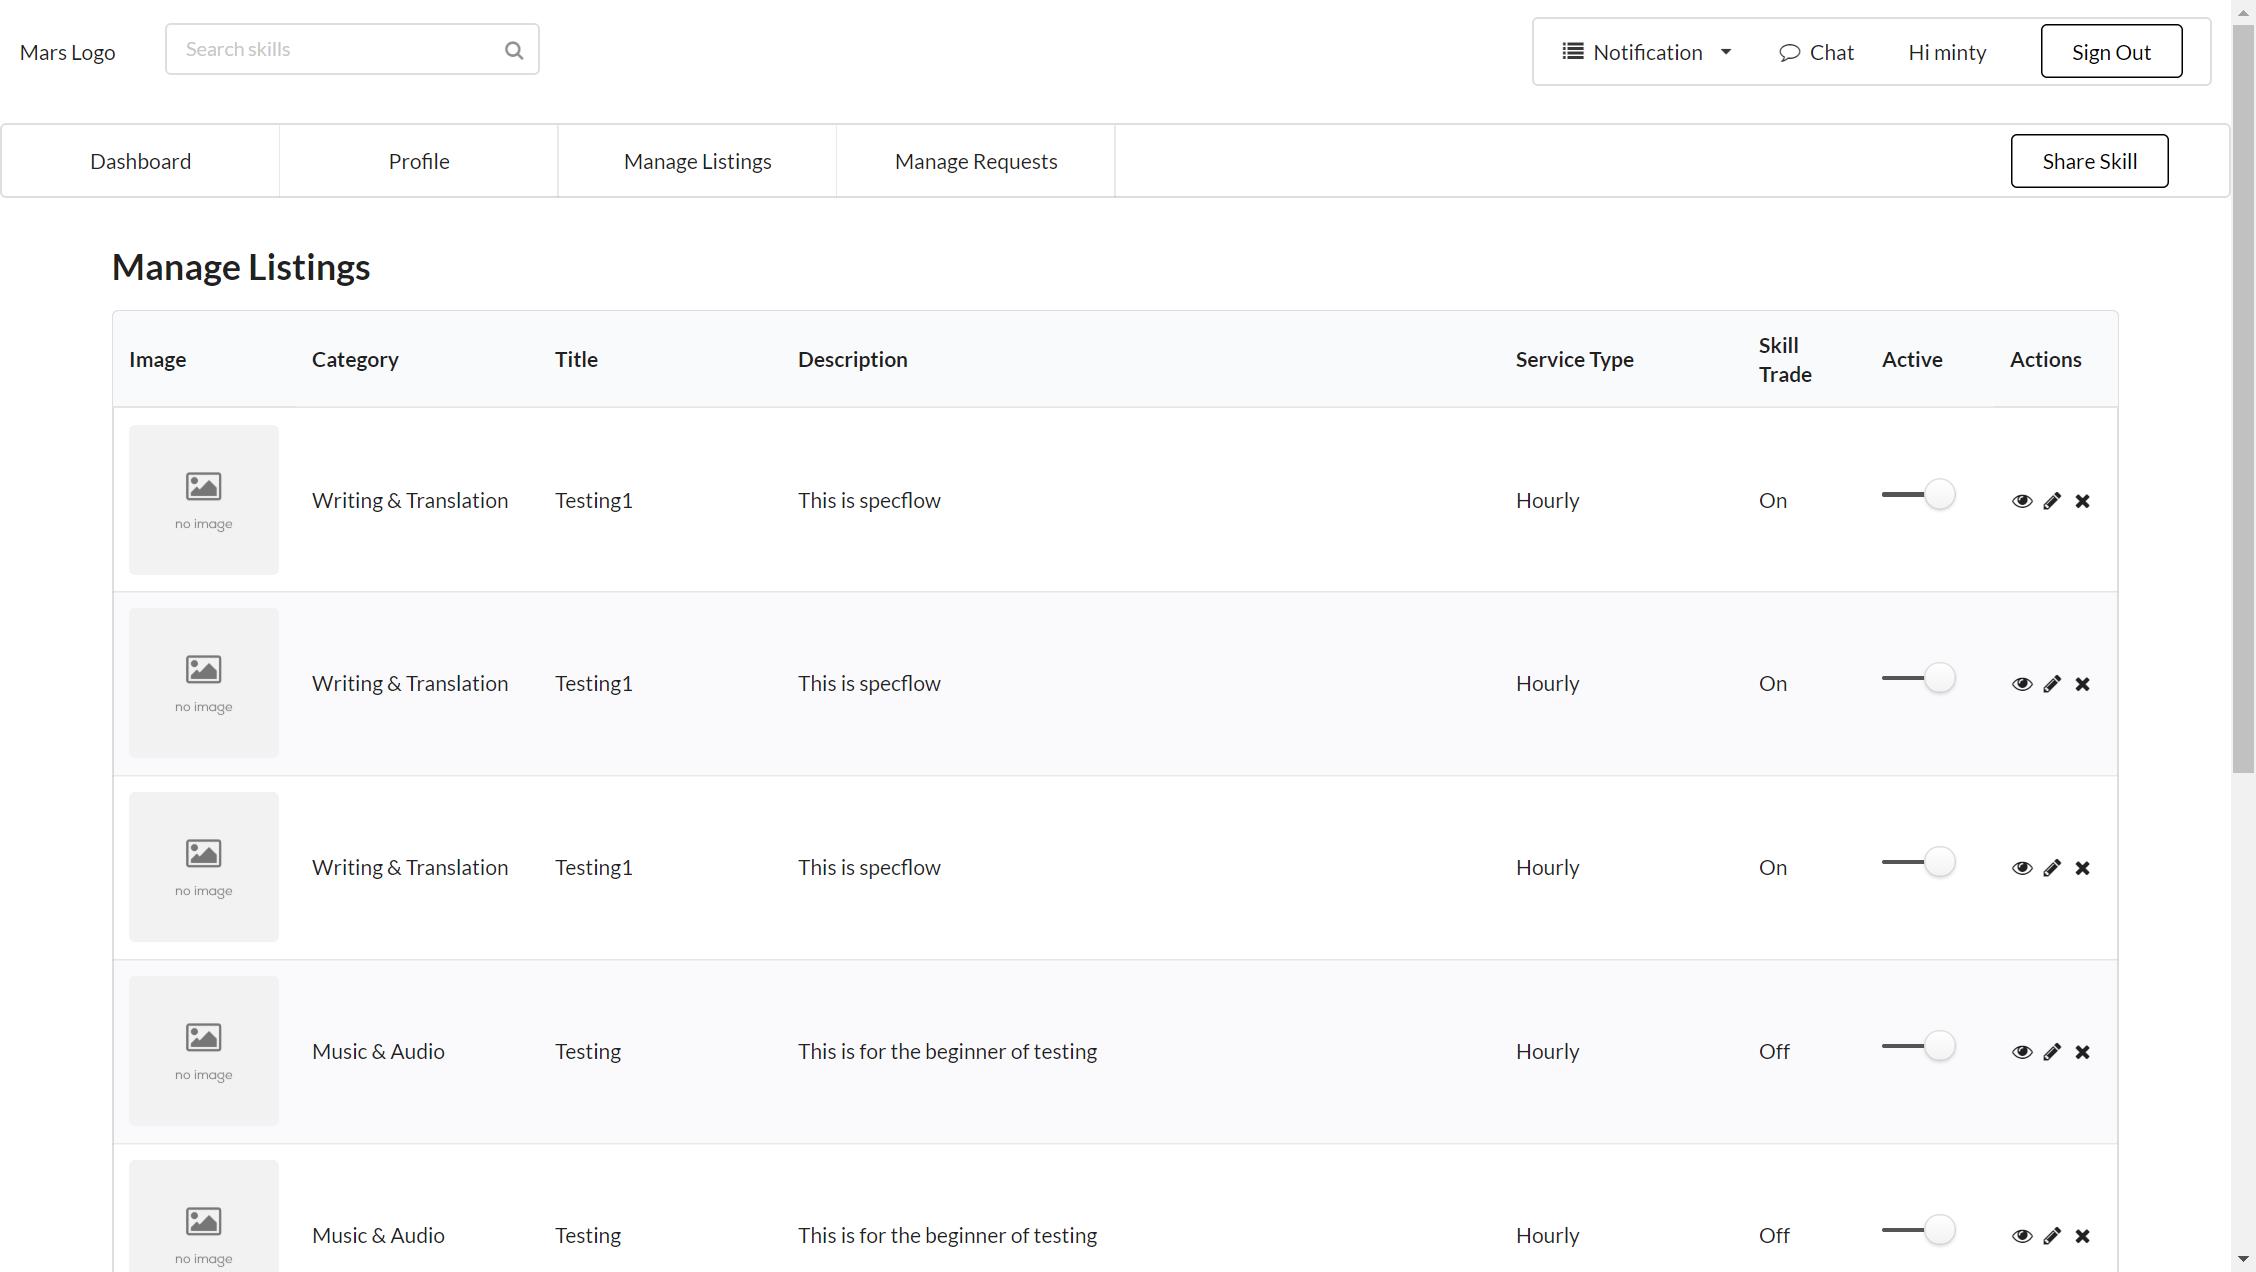 Mars Logo
Search skills
Notification
Chat
Hi minty
Sign Out
Dashboard
Profile
Manage Listings
Manage Requests
Share Skill
Manage Listings
Image Category Title Description Service Type Skill Trade Active Actions
no image
Writing & Translation Testing1 This is specflow Hourly On
no image
Writing & Translation Testing1 This is specflow Hourly On
no image
Writing & Translation Testing1 This is specflow Hourly On
no image
Music & Audio Testing This is for the beginner of testing Hourly Off
no image
Music & Audio Testing This is for the beginner of testing Hourly Off